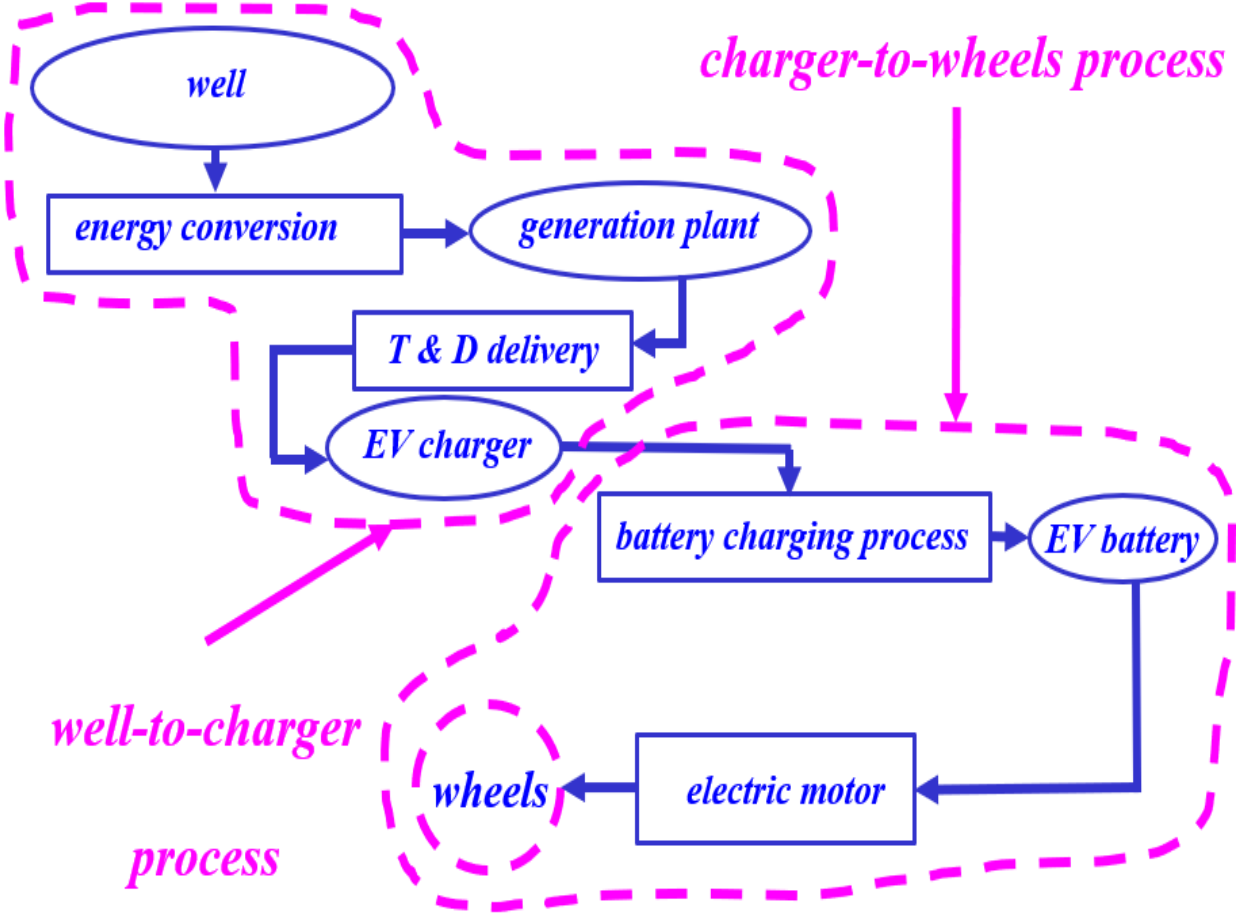 well
charger-to-wheels process
energy conversion
generation plant
T & D delivery
EV charger
battery charging process
EV battery
well-to-charger
process
wheels
electric motor